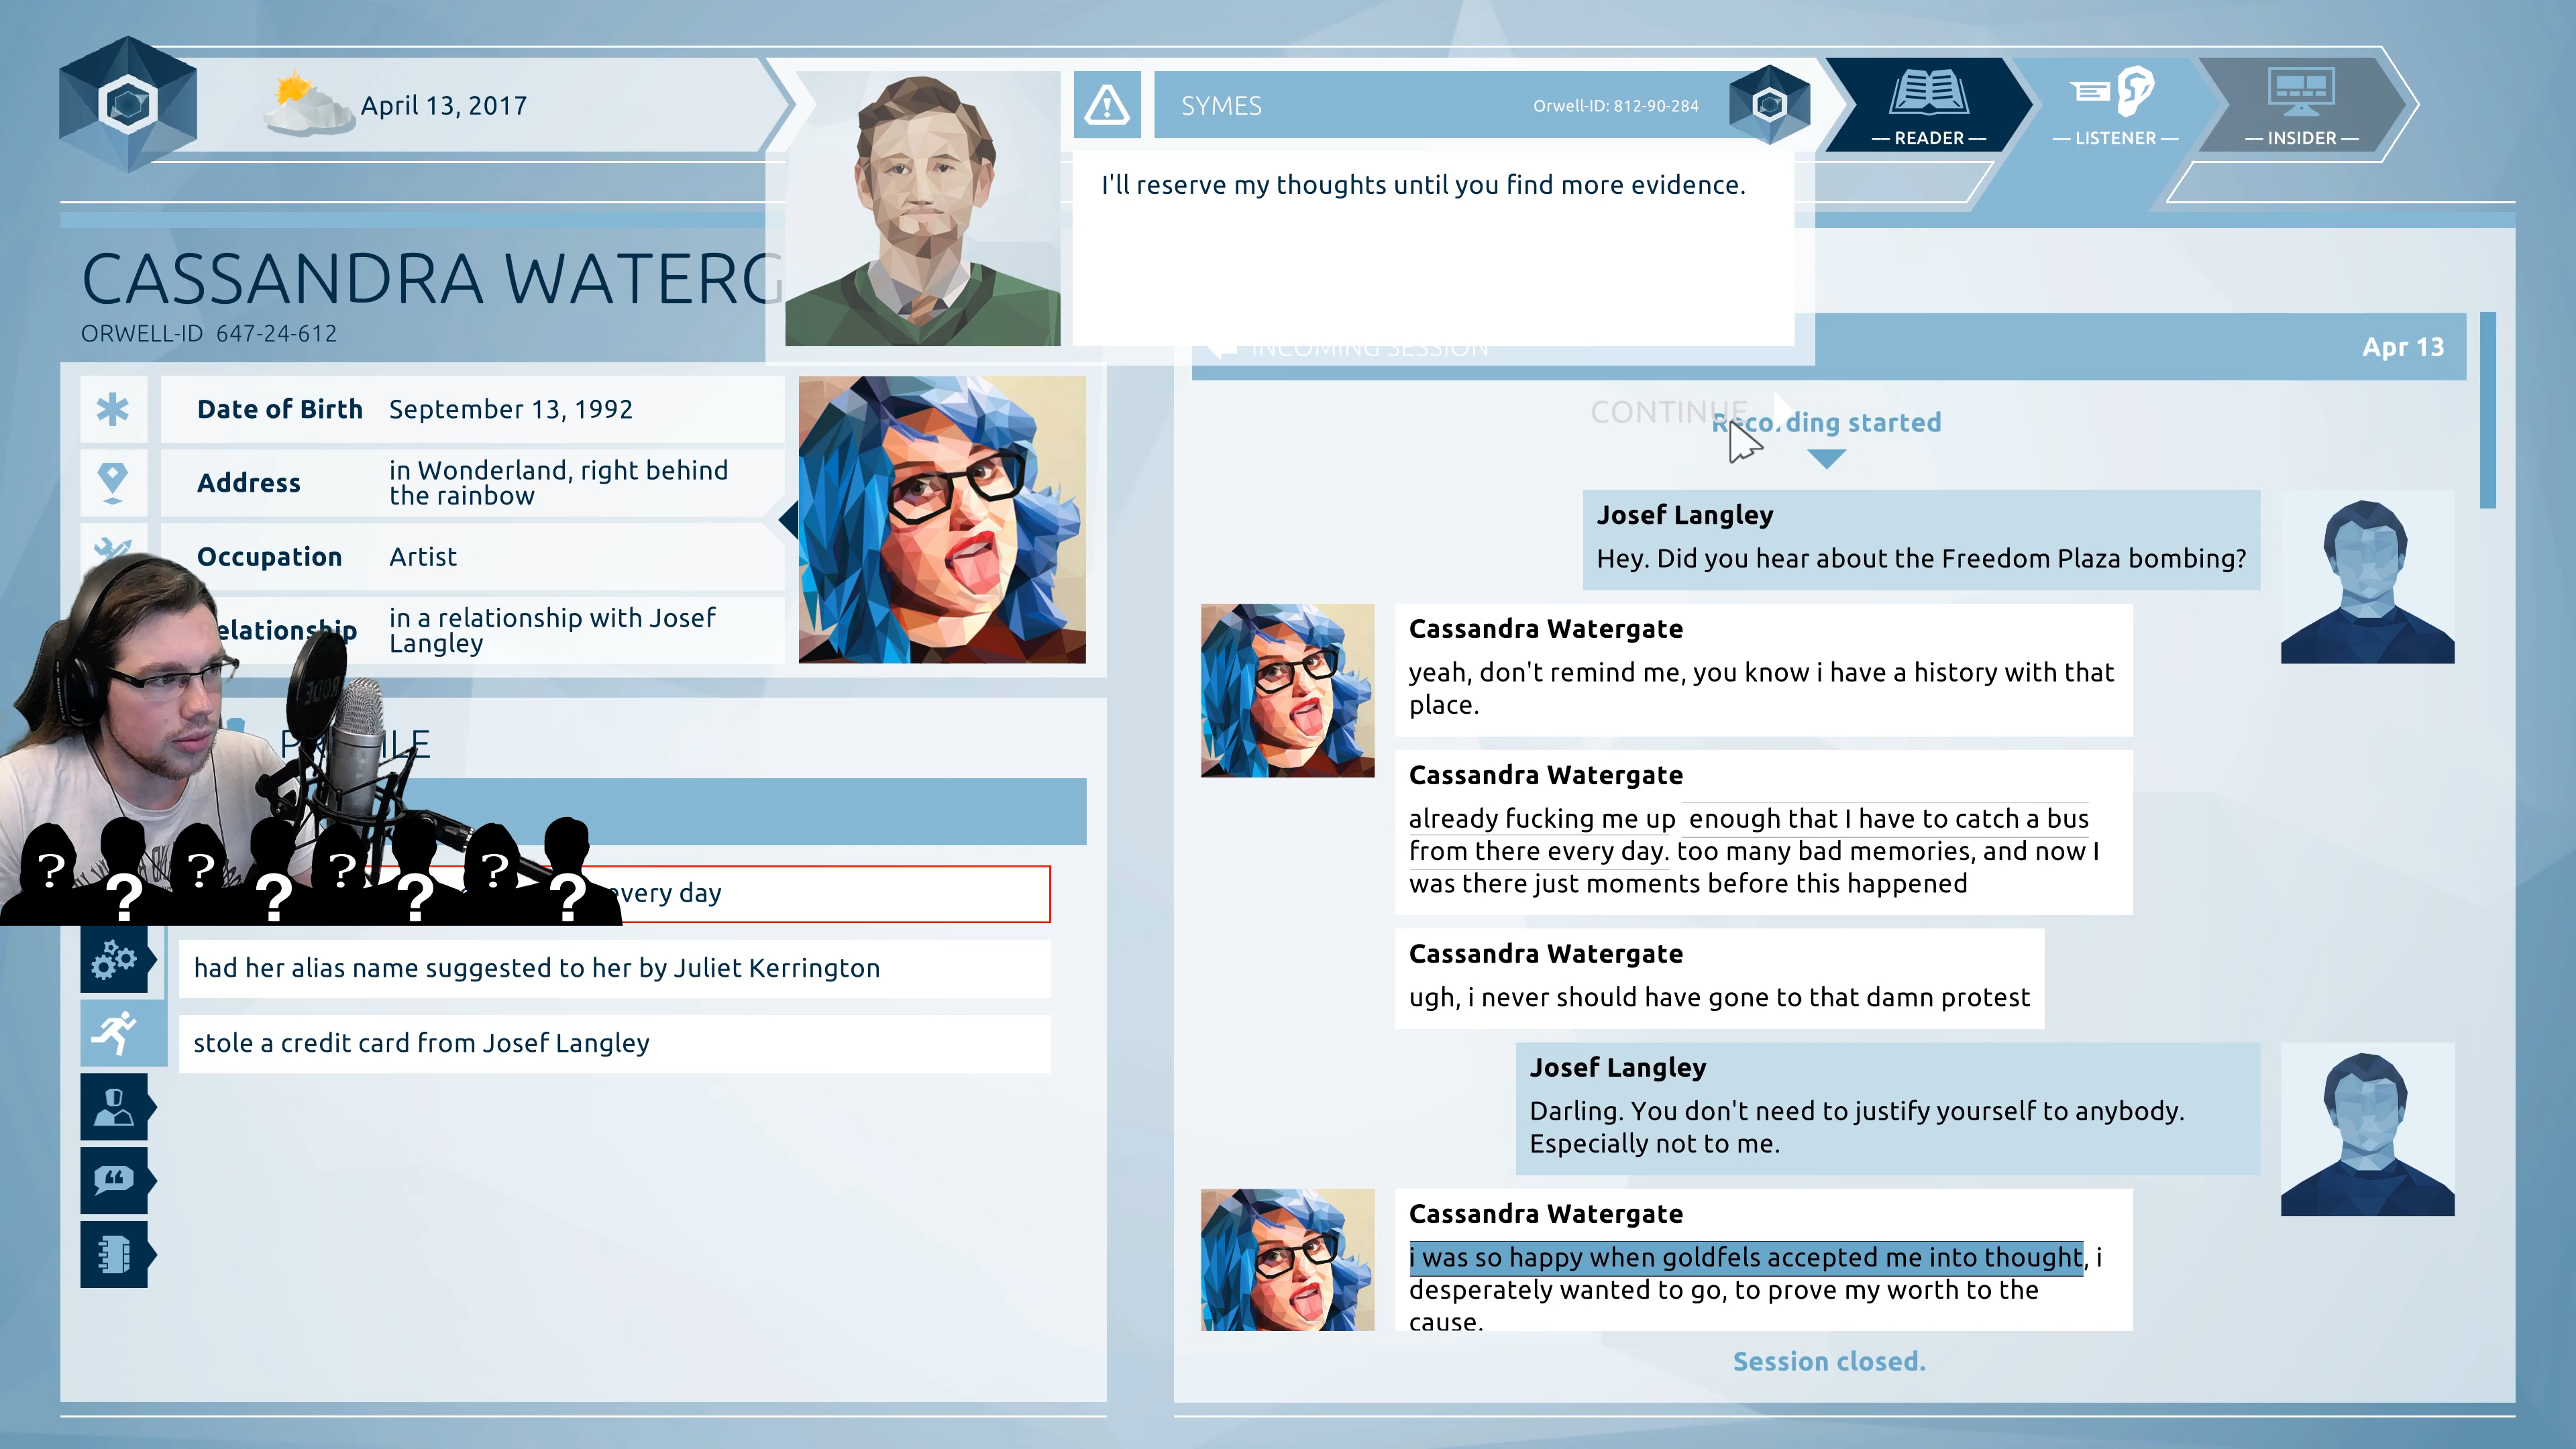 April 13, 2017
SYMES
Orwell-ID: 812-90-284
— READER —
— LISTENER —
— INSIDER —
I'll reserve my thoughts until you find more evidence.
CASSANDRA WATERG
ORWELL-ID 647-24-612
Date of Birth September 13, 1992
Address in Wonderland, right behind
the rainbow
Occupation Artist
elationship in a relationship with Josef
Langley
RODE
every day
had her alias name suggested to her by Juliet Kerrington
stole a credit card from Josef Langley
INCOMING SESSION
Apr 13
CONTINUE
Recording started
Josef Langley
Hey. Did you hear about the Freedom Plaza bombing?
Cassandra Watergate
yeah, don't remind me, you know i have a history with that
place.
Cassandra Watergate
already fucking me up enough that I have to catch a bus
from there every day. too many bad memories, and now I
was there just moments before this happened
Cassandra Watergate
ugh, i never should have gone to that damn protest
Josef Langley
Darling. You don't need to justify yourself to anybody.
Especially not to me.
Cassandra Watergate
i was so happy when goldfels accepted me into thought, i
desperately wanted to go, to prove my worth to the
cause.
Session closed.
? ? ? ? ? ? ? ?